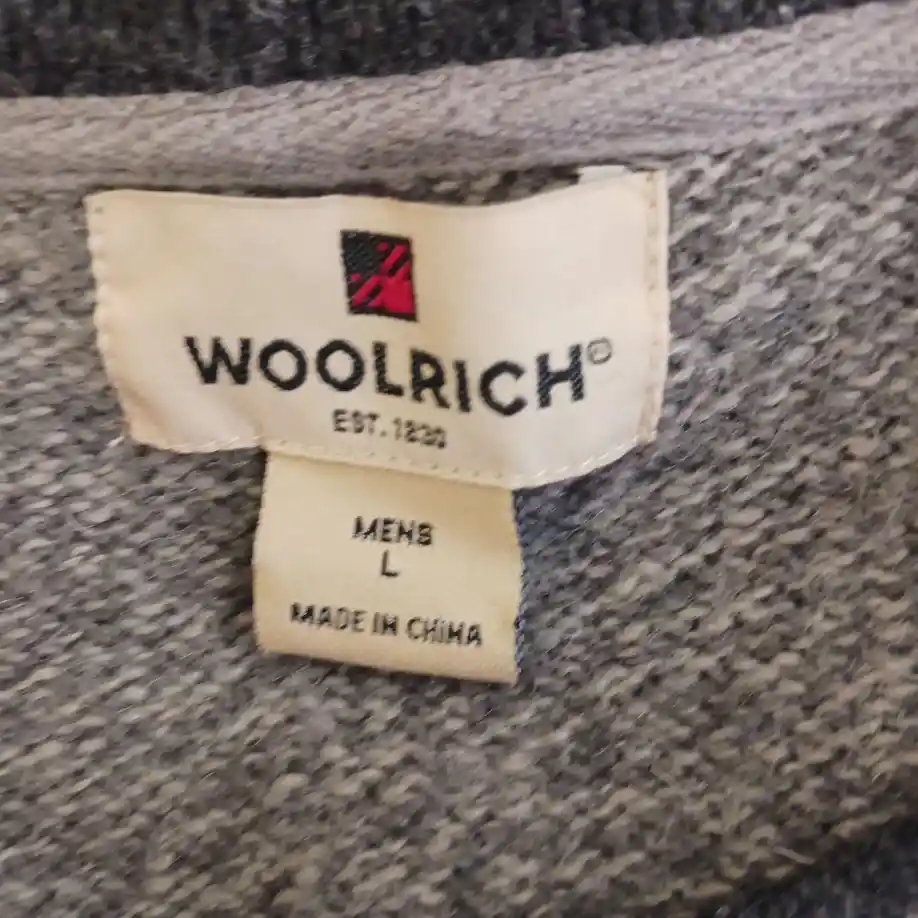 WOOLRICH®
EST. 1830
MENS
L
MADE IN CHINA